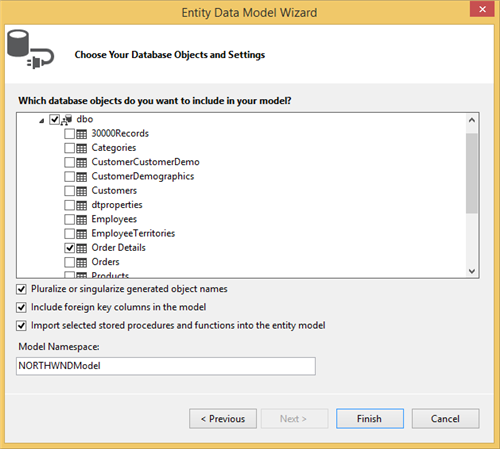 Entity Data Model Wizard
Choose Your Database Objects and Settings
Which database objects do you want to include in your model?
dbo
30000Records
Categories
CustomerCustomerDemo
CustomerDemographics
Customers
dtproperties
Employees
EmployeeTerritories
Order Details
Orders
Products
Pluralize or singularize generated object names
Include foreign key columns in the model
Import selected stored procedures and functions into the entity model
Model Namespace:
NORTHWNDModel
< Previous Next > Finish Cancel